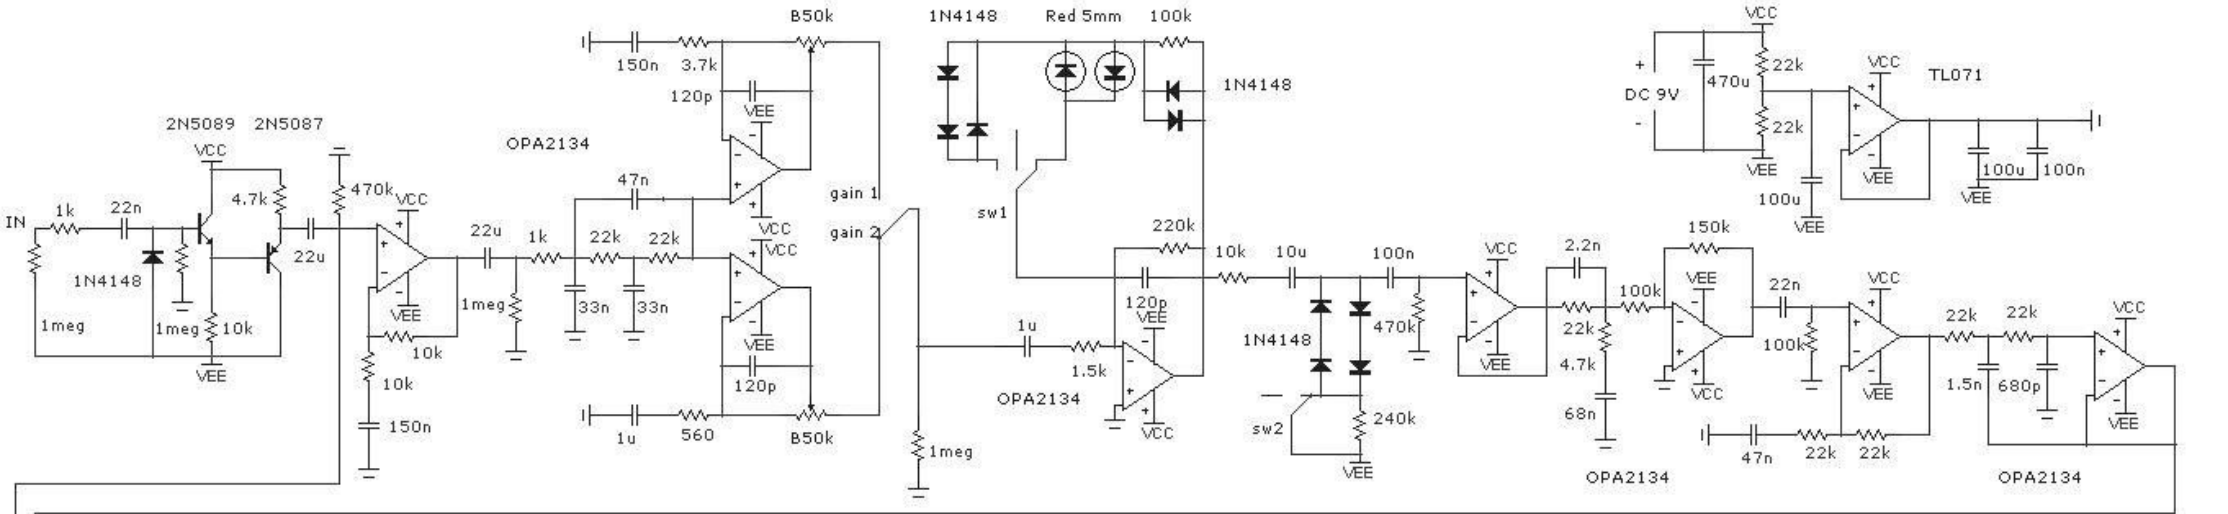 B50k
1N4148
Red 5mm
100k
VCC
150n
3.7k
120p
VEE
1N4148
+
DC 9V
-
470u
22k
22k
VCC
TL071
VEE
VEE
100u
VEE
100u
100n
VEE
2N5089
2N5087
VCC
OPA2134
470k
VCC
IN
1k
22n
4.7k
22u
1N4148
1meg
1meg
10k
VEE
VEE
10k
10k
150n
22u
1meg
1k
47n
22k
22k
33n
33n
VCC
VCC
VEE
120p
1u
560
B50k
gain 1
gain 2
sw1
1u
1.5k
OPA2134
1meg
220k
120p
VEE
VCC
10k
10u
100n
1N4148
sw2
240k
VEE
470k
VCC
VEE
2.2n
22k
4.7k
68n
100k
150k
VEE
VCC
OPA2134
22n
100k
VCC
VEE
47n
22k
22k
22k
22k
1.5n
680p
VCC
VEE
OPA2134